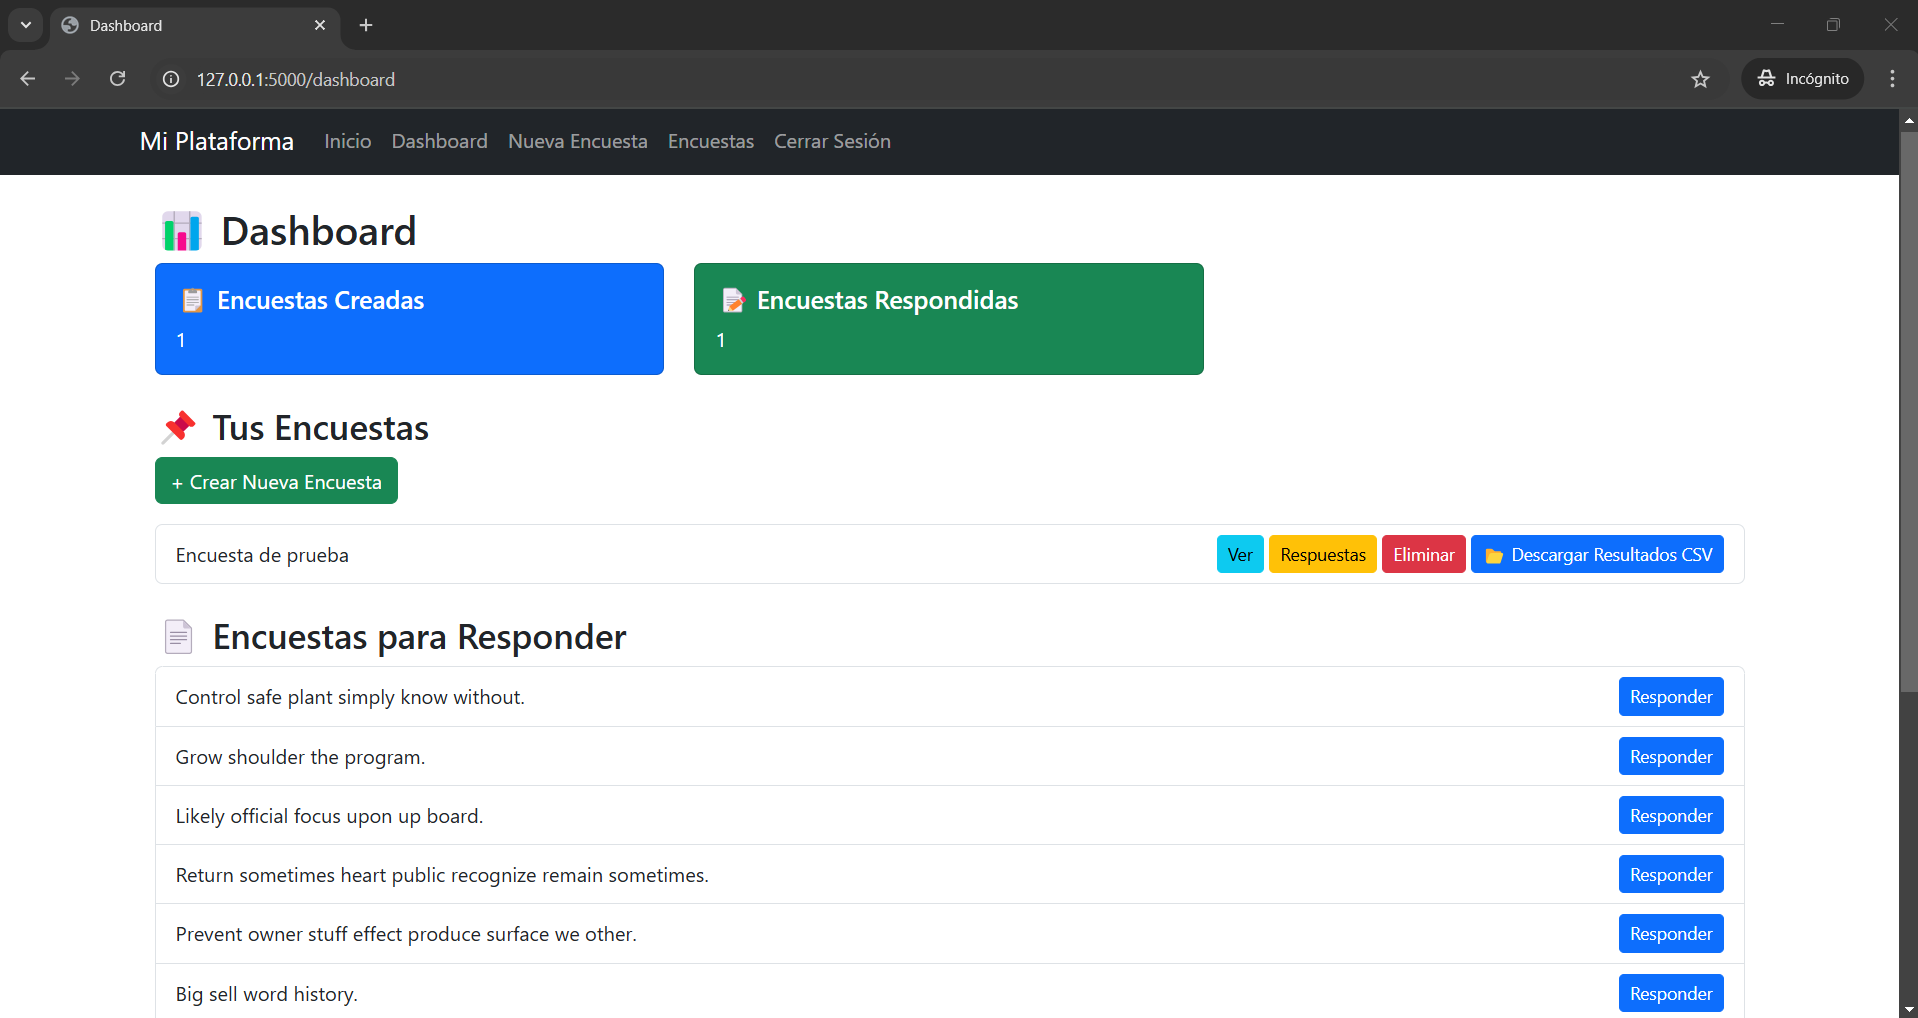 Dashboard
127.0.0.1:5000/dashboard
Incógnito
Mi Plataforma Inicio Dashboard Nueva Encuesta Encuestas Cerrar Sesión
Dashboard
Encuestas Creadas
1
Encuestas Respondidas
1
Tus Encuestas
+ Crear Nueva Encuesta
Encuesta de prueba Ver Respuestas Eliminar Descargar Resultados CSV
Encuestas para Responder
Control safe plant simply know without. Responder
Grow shoulder the program. Responder
Likely official focus upon up board. Responder
Return sometimes heart public recognize remain sometimes. Responder
Prevent owner stuff effect produce surface we other. Responder
Big sell word history. Responder